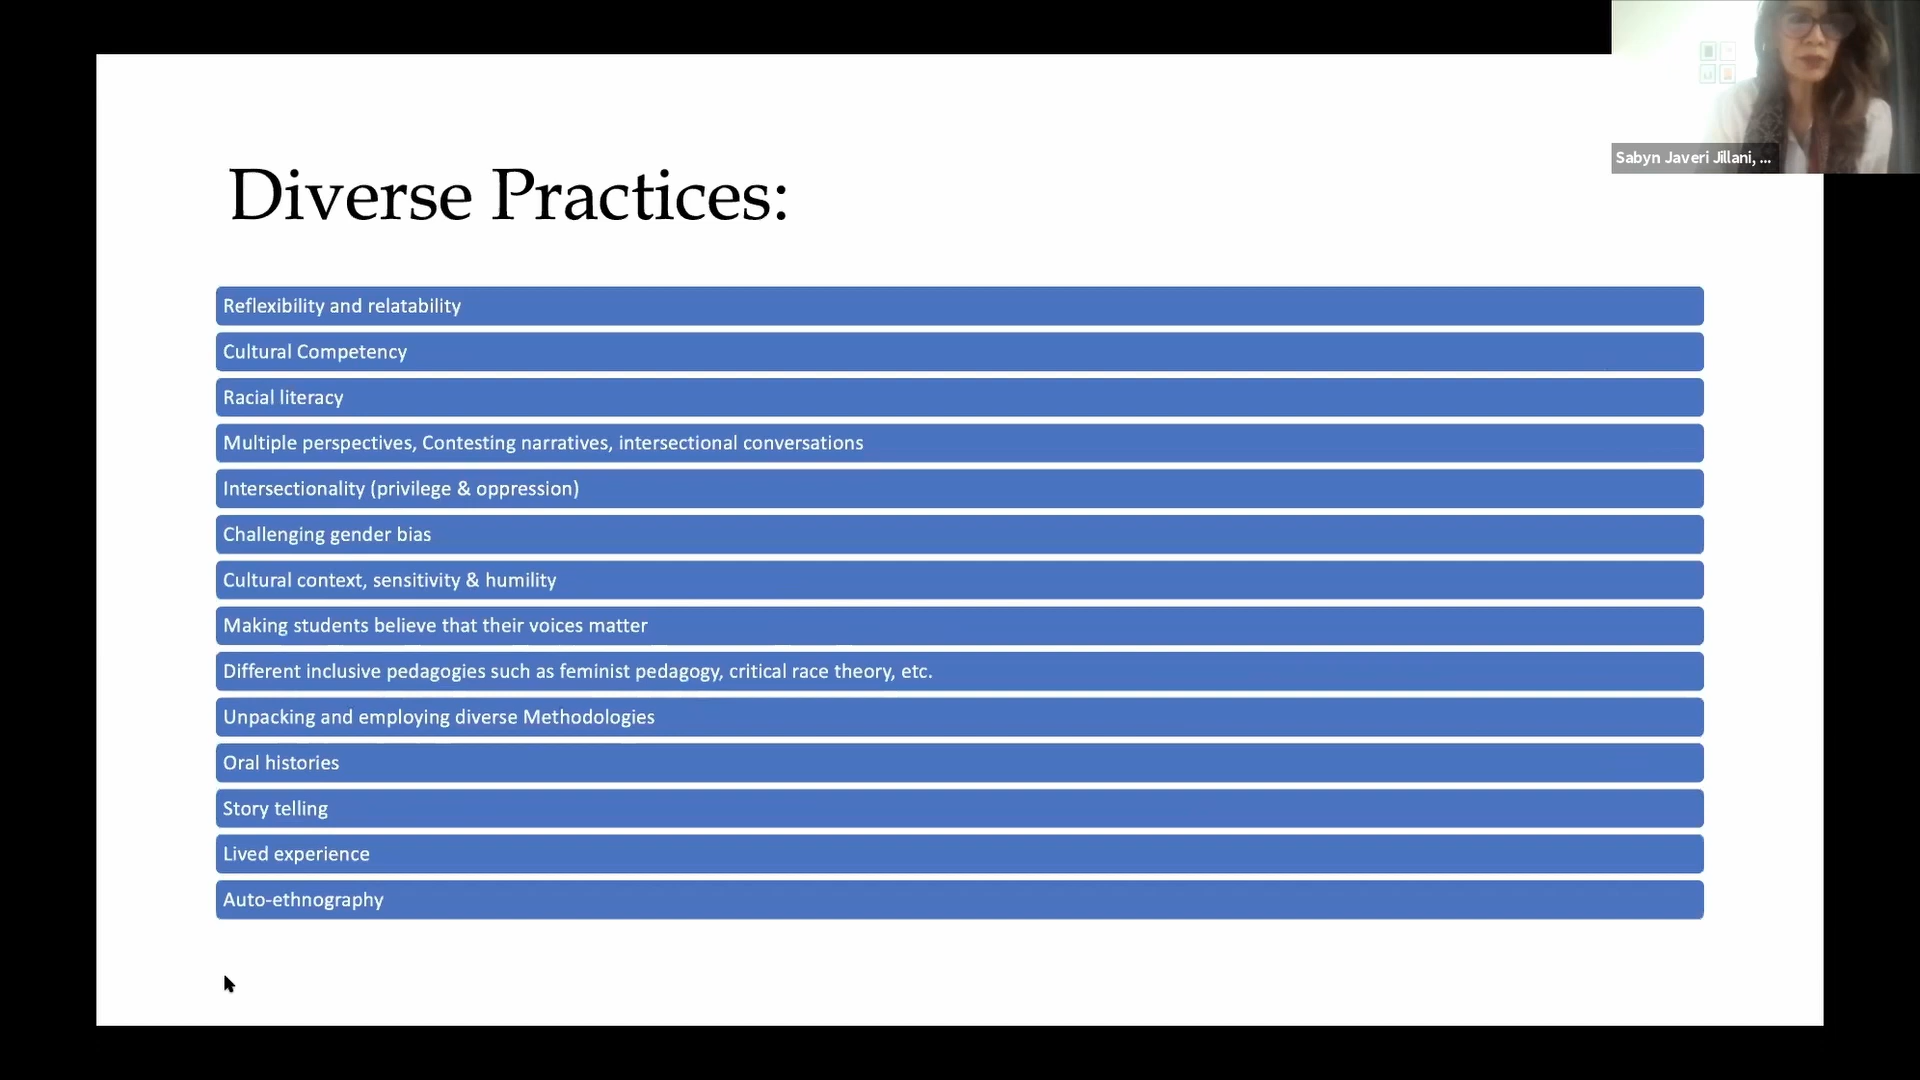 Sabyn Javeri Jillani, ...
Diverse Practices:
Reflexibility and relatability
Cultural Competency
Racial literacy
Multiple perspectives, Contesting narratives, intersectional conversations
Intersectionality (privilege & oppression)
Challenging gender bias
Cultural context, sensitivity & humility
Making students believe that their voices matter
Different inclusive pedagogies such as feminist pedagogy, critical race theory, etc.
Unpacking and employing diverse Methodologies
Oral histories
Story telling
Lived experience
Auto-ethnography